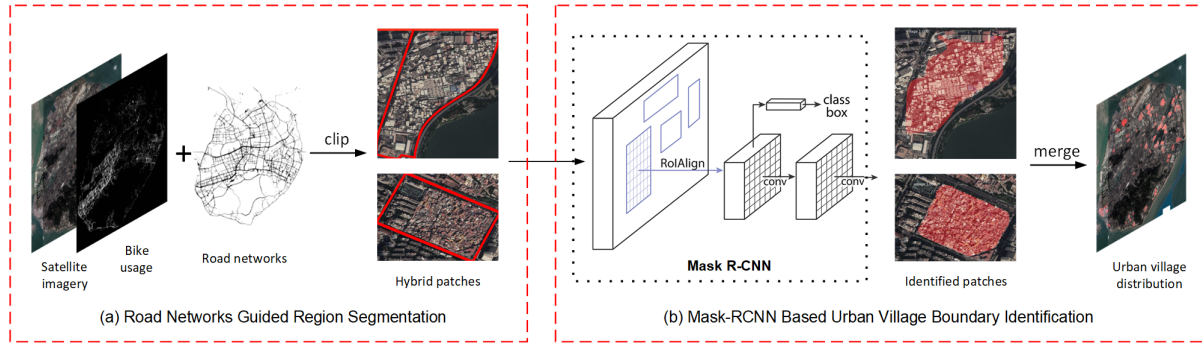 Satellite
imagery
Bike
usage
+
Road networks
clip
Hybrid patches
(a) Road Networks Guided Region Segmentation
RoIAlign
class
box
conv
conv
Mask R-CNN
Identified patches
merge
Urban village
distribution
(b) Mask-RCNN Based Urban Village Boundary Identification